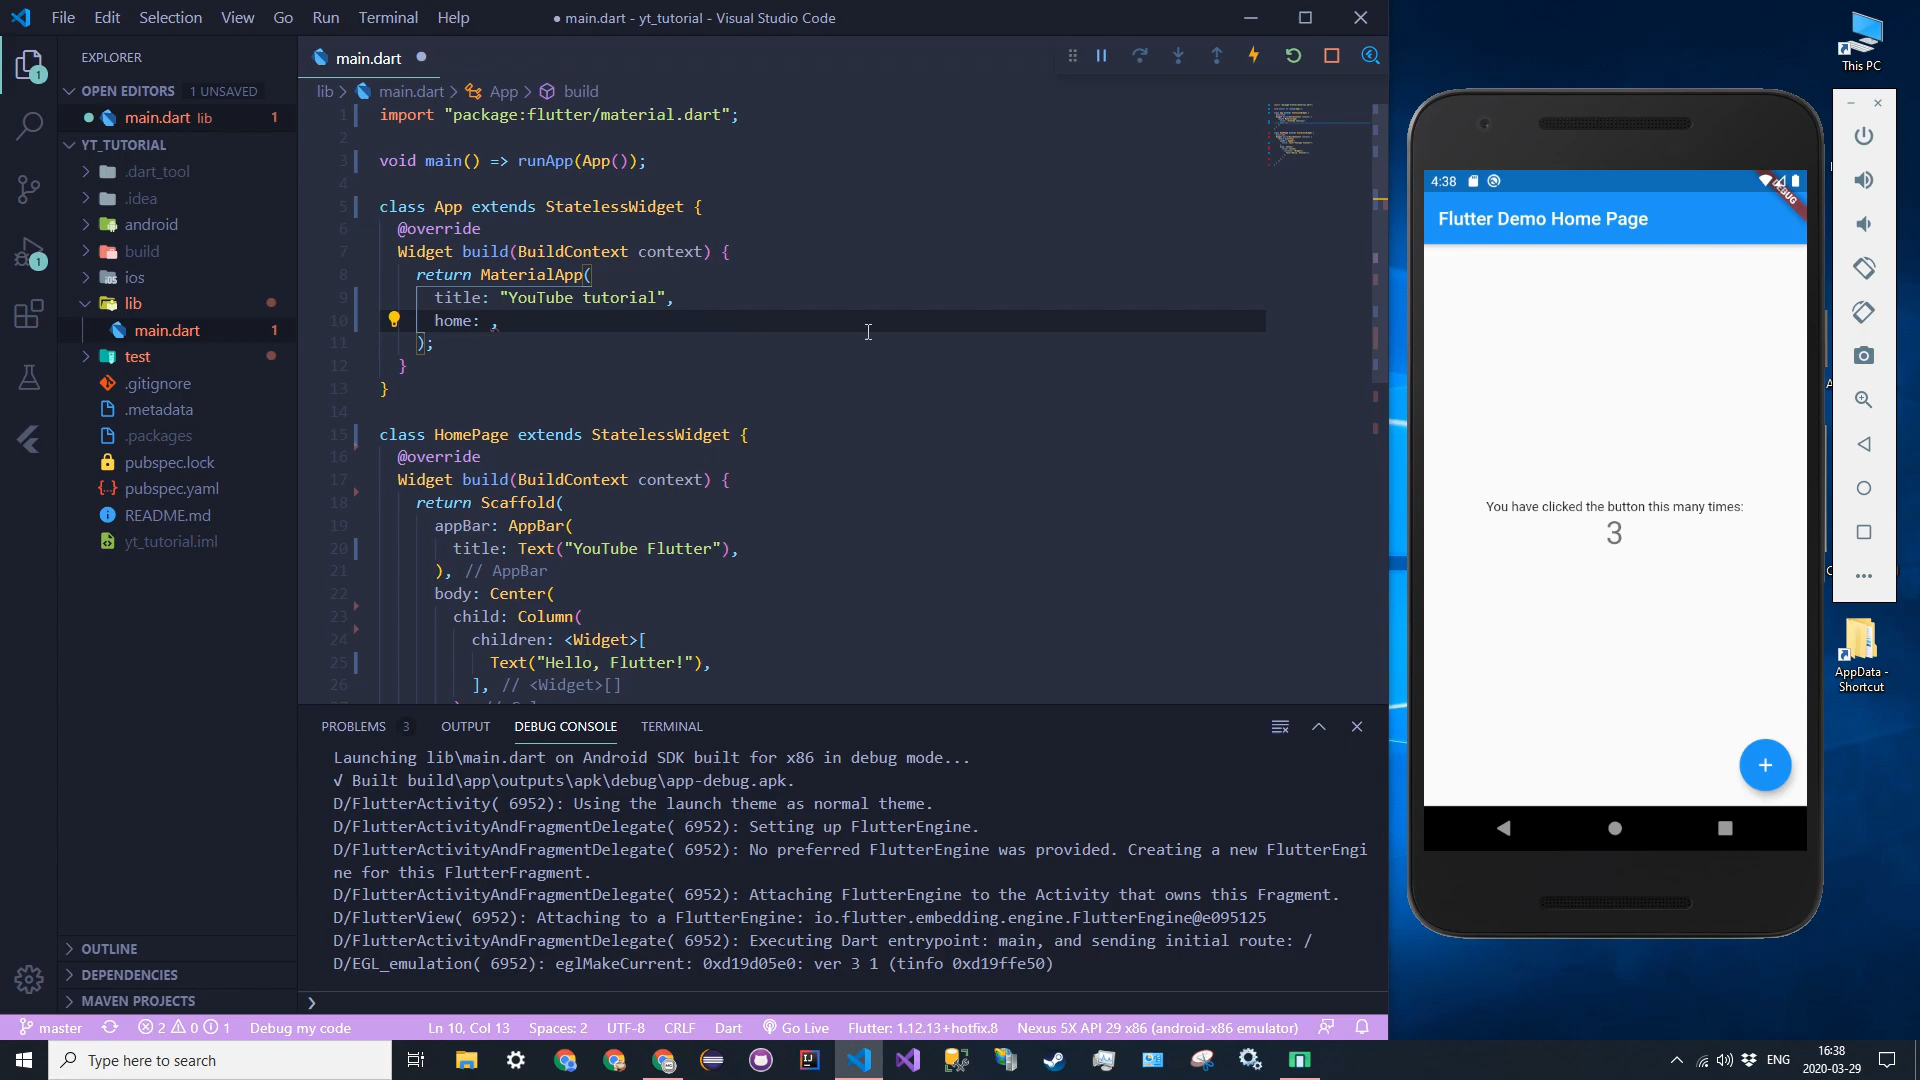 File Edit Selection View Go Run Terminal Help
● main.dart - yt_tutorial - Visual Studio Code
EXPLORER
OPEN EDITORS 1 UNSAVED
main.dart lib 1
YT_TUTORIAL
.dart_tool
.idea
android
build
ios
lib
main.dart 1
test
.gitignore
.metadata
.packages
pubspec.lock
pubspec.yaml
README.md
yt_tutorial.iml
OUTLINE
DEPENDENCIES
MAVEN PROJECTS
1
1
main.dart ●
lib > main.dart > App > build
1 import "package:flutter/material.dart";
2
3 void main() => runApp(App());
4
5 class App extends StatelessWidget {
6 @override
7 Widget build(BuildContext context) {
8 return MaterialApp(
9 title: "YouTube tutorial",
10 home: ,
11 );
12 }
13 }
14
15 class HomePage extends StatelessWidget {
16 @override
17 Widget build(BuildContext context) {
18 return Scaffold(
19 appBar: AppBar(
20 title: Text("YouTube Flutter"),
21 ), // AppBar
22 body: Center(
23 child: Column(
24 children: <Widget>[
25 Text("Hello, Flutter!"),
26 ], // <Widget>[]
PROBLEMS 3 OUTPUT DEBUG CONSOLE TERMINAL
Launching lib\main.dart on Android SDK built for x86 in debug mode...
√ Built build\app\outputs\apk\debug\app-debug.apk.
D/FlutterActivity( 6952): Using the launch theme as normal theme.
D/FlutterActivityAndFragmentDelegate( 6952): Setting up FlutterEngine.
D/FlutterActivityAndFragmentDelegate( 6952): No preferred FlutterEngine was provided. Creating a new FlutterEngi
ne for this FlutterFragment.
D/FlutterActivityAndFragmentDelegate( 6952): Attaching FlutterEngine to the Activity that owns this Fragment.
D/FlutterView( 6952): Attaching to a FlutterEngine: io.flutter.embedding.engine.FlutterEngine@e095125
D/FlutterActivityAndFragmentDelegate( 6952): Executing Dart entrypoint: main, and sending initial route: /
D/EGL_emulation( 6952): eglMakeCurrent: 0xd19d05e0: ver 3 1 (tinfo 0xd19ffe50)
master 2 0 1 Debug my code Ln 10, Col 13 Spaces: 2 UTF-8 CRLF Dart Go Live Flutter: 1.12.13+hotfix.8 Nexus 5X API 29 x86 (android-x86 emulator)
4:38
DEBUG
Flutter Demo Home Page
You have clicked the button this many times:
3
+
This PC
AppData -
Shortcut
Type here to search
ENG
16:38
2020-03-29